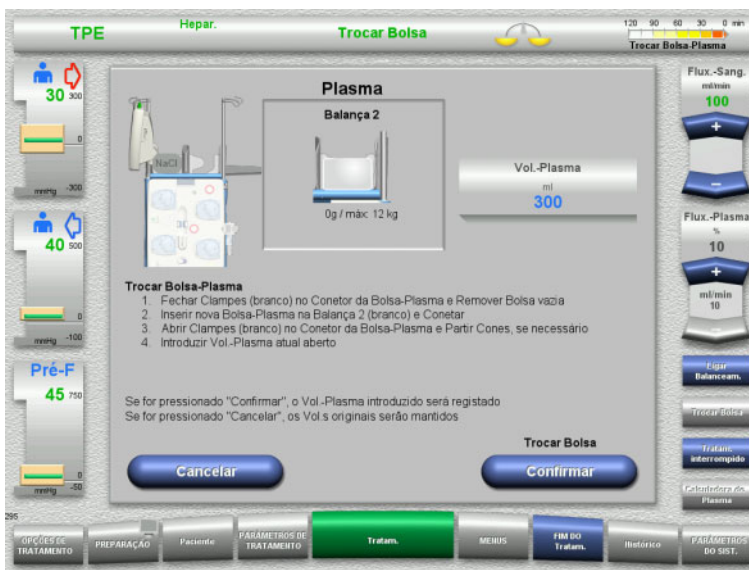 TPE
Hepar.
Trocar Bolsa
120 90 60 30 0 min
Trocar Bolsa-Plasma
30 300
0
mmHg -300
40 500
0
mmHg -100
Pré-F
45 750
0
mmHg -50
Plasma
Balança 2
NaCl
0g / máx: 12 kg
Vol.-Plasma
ml
300
Trocar Bolsa-Plasma
1. Fechar Clampes (branco) no Conetor da Bolsa-Plasma e Remover Bolsa vazia
2. Inserir nova Bolsa-Plasma na Balança 2 (branco) e Conetar
3. Abrir Clampes (branco) no Conetor da Bolsa-Plasma e Partir Cones, se necessário
4. Introduzir Vol.-Plasma atual aberto
Se for pressionado "Confirmar", o Vol.-Plasma introduzido será registado
Se for pressionado "Cancelar", os Vol.s originais serão mantidos
Trocar Bolsa
Cancelar
Confirmar
Flux.-Sang.
ml/min
100
+
−
Flux.-Plasma
%
10
+
ml/min
10
−
Ligar
Balanceam.
Trocar Bolsa
Tratam.
interrompido
Calculadora de
Plasma
295
OPÇÕES DE
TRATAMENTO
PREPARAÇÃO
Paciente
PARÂMETROS DE
TRATAMENTO
Tratam.
MENUS
FIM DO
Tratam.
Histórico
PARÂMETROS
DO SIST.